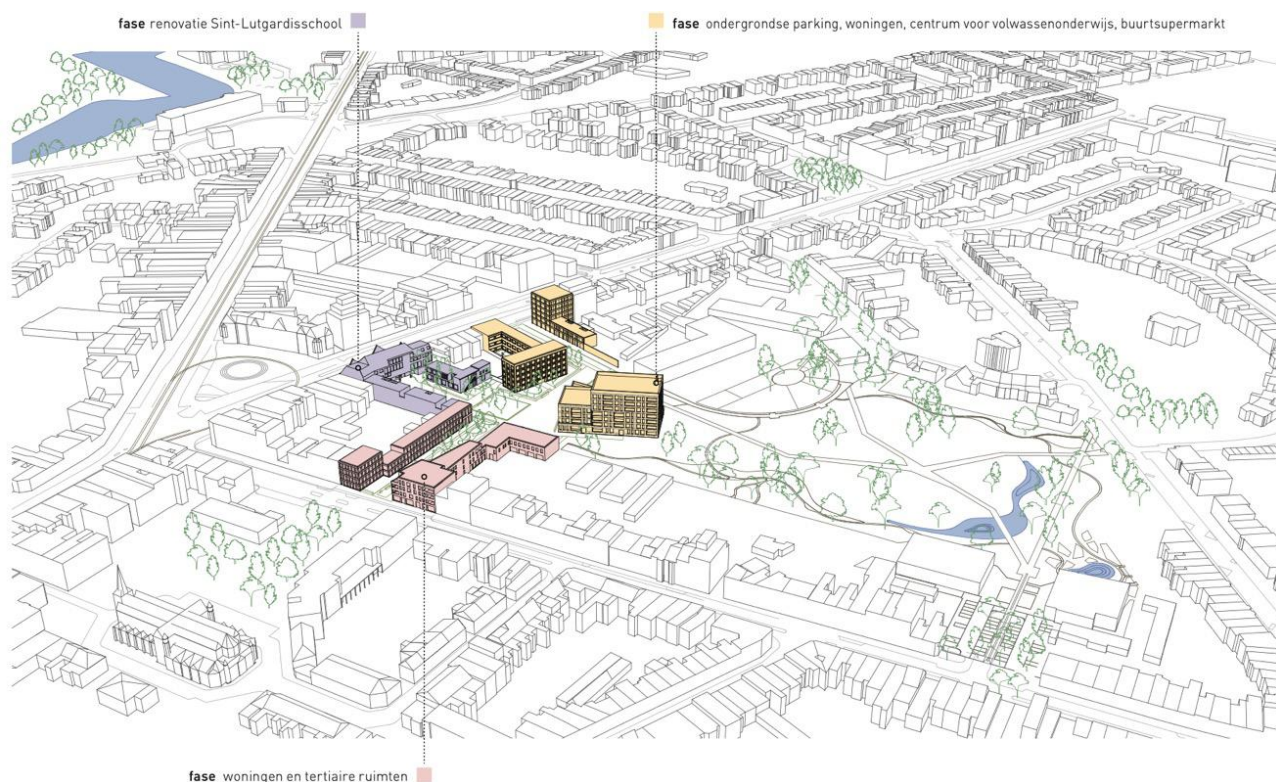 fase renovatie Sint-Lutgardisschool
fase ondergrondse parking, woningen, centrum voor volwassenonderwijs, buurtsupermarkt
fase woningen en tertiaire ruimten